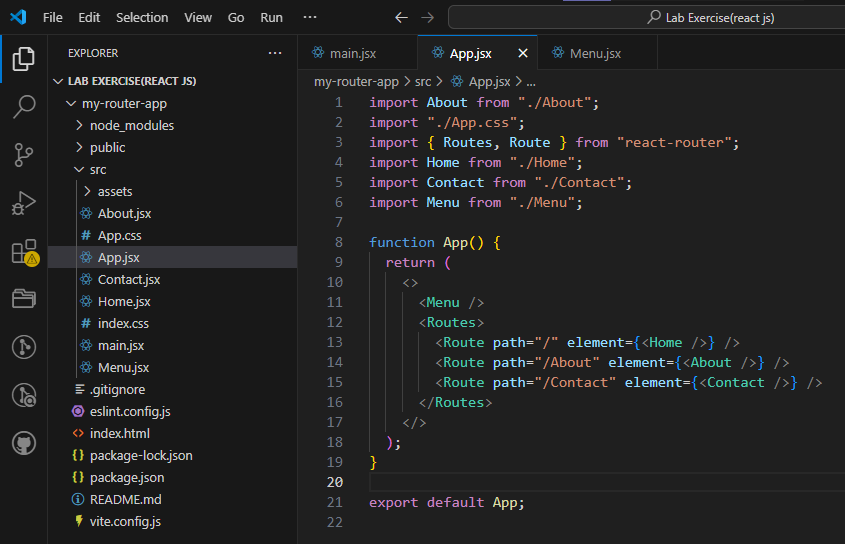 File Edit Selection View Go Run ··· ← → Lab Exercise(react js)
EXPLORER ···
LAB EXERCISE(REACT JS)
my-router-app
node_modules
public
src
assets
About.jsx
# App.css
App.jsx
Contact.jsx
Home.jsx
# index.css
main.jsx
Menu.jsx
.gitignore
eslint.config.js
<> index.html
{} package-lock.json
{} package.json
README.md
vite.config.js
main.jsx App.jsx × Menu.jsx
my-router-app > src > App.jsx > ...
1 import About from "./About";
2 import "./App.css";
3 import { Routes, Route } from "react-router";
4 import Home from "./Home";
5 import Contact from "./Contact";
6 import Menu from "./Menu";
7
8 function App() {
9   return (
10     <>
11       <Menu />
12       <Routes>
13         <Route path="/" element={<Home />} />
14         <Route path="/About" element={<About />} />
15         <Route path="/Contact" element={<Contact />} />
16       </Routes>
17     </>
18   );
19 }
20
21 export default App;
22